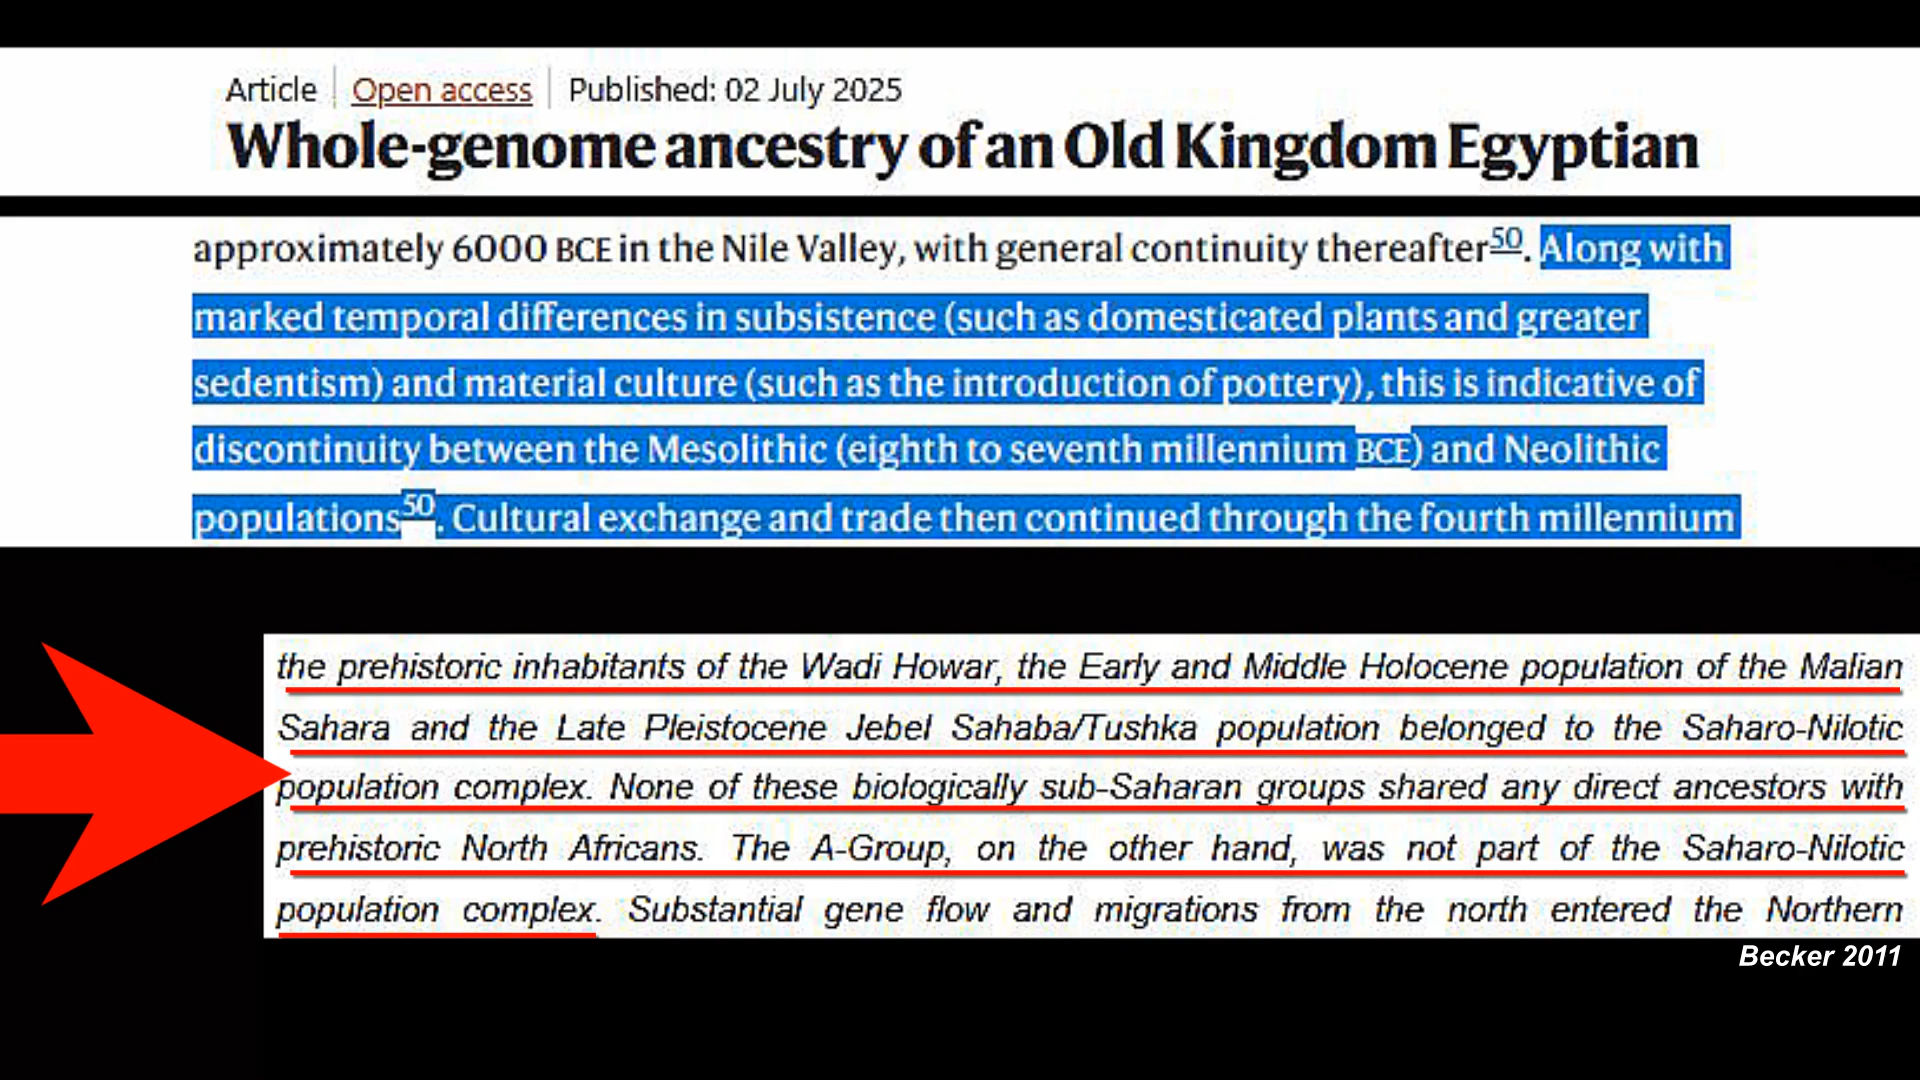 Article | Open access | Published: 02 July 2025
Whole-genome ancestry of an Old Kingdom Egyptian
approximately 6000 BCE in the Nile Valley, with general continuity thereafter50. Along with
marked temporal differences in subsistence (such as domesticated plants and greater
sedentism) and material culture (such as the introduction of pottery), this is indicative of
discontinuity between the Mesolithic (eighth to seventh millennium BCE) and Neolithic
populations50. Cultural exchange and trade then continued through the fourth millennium
the prehistoric inhabitants of the Wadi Howar, the Early and Middle Holocene population of the Malian
Sahara and the Late Pleistocene Jebel Sahaba/Tushka population belonged to the Saharo-Nilotic
population complex. None of these biologically sub-Saharan groups shared any direct ancestors with
prehistoric North Africans. The A-Group, on the other hand, was not part of the Saharo-Nilotic
population complex. Substantial gene flow and migrations from the north entered the Northern
Becker 2011